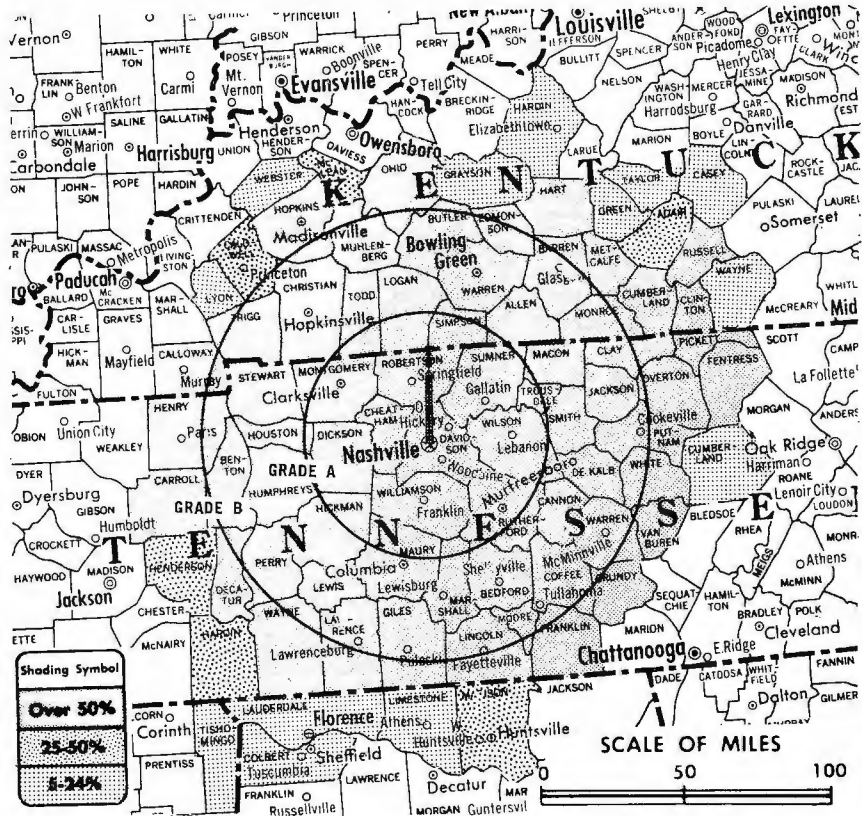 New Alban
Louisville
Lexington
Vernon
GIBSON
Princeton
PERRY
HARRISON
JEFFERSON
SPENCER
ANDERSON
WOODFORD
FAYETTE
Picadome
Henry Clay
CLARK
HAMILTON
WHITE
POSEY
WARRICK
Boonville
SPENCER
MEADE
BULLITT
NELSON
JESSAMINE
MADISON
FRANKLIN
Benton
Carmi
Mt. Vernon
Evansville
Tell City
BRECKINRIDGE
HARDIN
WASHINGTON
MERCER
Harrodsburg
GARRARD
Richmond
W Frankfort
HANCOCK
Elizabethtown
Danville
WILLIAMSON
Marion
SALINE
GALLATIN
Henderson
HENDERSON
Owensboro
DAVIESS
LARUE
MARION
BOYLE
LINCOLN
Carbondale
Harrisburg
UNION
McLEAN
OHIO
GRAYSON
HART
TAYLOR
CASEY
ROCKCASTLE
KENTUCK
JOHNSON
POPE
HARDIN
WEBSTER
HOPKINS
GREEN
ADAIR
PULASKI
Somerset
CRITTENDEN
Madisonville
BUTLER
EDMONSON
PULASKI
MASSAC
Metropolis
LIVINGSTON
CALDWELL
MUHLENBERG
Bowling Green
BARREN
METCALFE
RUSSELL
WAYNE
Paducah
Princeton
BALLARD
McCRACKEN
MARSHALL
LYON
CHRISTIAN
TODD
LOGAN
WARREN
CUMBERLAND
CLINTON
McCREARY
CARLISLE
GRAVES
TRIGG
Hopkinsville
ALLEN
MONROE
HICKMAN
Mayfield
CALLOWAY
Murray
SIMPSON
PICKETT
SCOTT
FULTON
STEWART
MONTGOMERY
ROBERTSON
SUMNER
MACON
CLAY
FENTRESS
Springfield
La Follette
HENRY
Clarksville
Gallatin
TROUSDALE
JACKSON
OVERTON
MORGAN
OBION
Union City
Paris
CHEATHAM
Hickory
WILSON
SMITH
Cookeville
PUTNAM
WEAKLEY
BENTON
HOUSTON
DICKSON
DAVIDSON
Lebanon
CUMBERLAND
Oak Ridge
Harriman
Nashville
Woodbine
DYER
CARROLL
GRADE A
Murfreesboro
DE KALB
WHITE
ROANE
Dyersburg
HUMPHREYS
WILLIAMSON
CANNON
Lenoir City
LOUDON
GIBSON
Humboldt
GRADE B
HICKMAN
Franklin
RUTHERFORD
WARREN
VAN BUREN
BLEDSOE
RHEA
TENNESSE
CROCKETT
PERRY
MAURY
McMinnville
MEIGS
HAYWOOD
MADISON
HENDERSON
DECATUR
Columbia
Lewisburg
Shelbyville
BEDFORD
COFFEE
GRUNDY
Athens
McMINN
Jackson
LEWIS
MARSHALL
Tullahoma
SEQUATCHIE
HAMILTON
CHESTER
WAYNE
LAWRENCE
GILES
MOORE
BRADLEY
POLK
McNAIRY
HARDIN
Lawrenceburg
Pulaski
LINCOLN
Fayetteville
FRANKLIN
MARION
Chattanooga
E.Ridge
Cleveland
Shading Symbol
Over 50%
25-50%
5-24%
JACKSON
DADE
CATOOSA
WHITFIELD
FANNIN
LAUDERDALE
LIMESTONE
Dalton
GILMER
Corinth
TISHOMINGO
Florence
Athens
Huntsville
Huntsville
COLBERT
Sheffield
Tuscumbia
PRENTISS
LAWRENCE
Decatur
FRANKLIN
Russellville
MORGAN
SCALE OF MILES
0 50 100